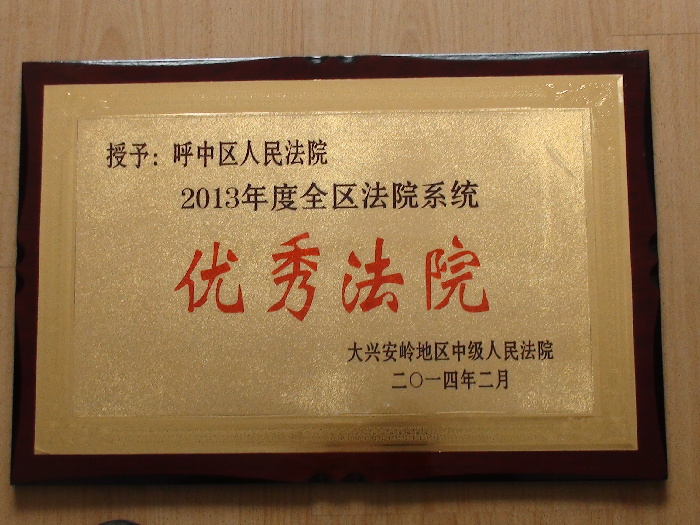 授予：呼中区人民法院
2013年度全区法院系统
优秀法院
大兴安岭地区中级人民法院
二〇一四年二月